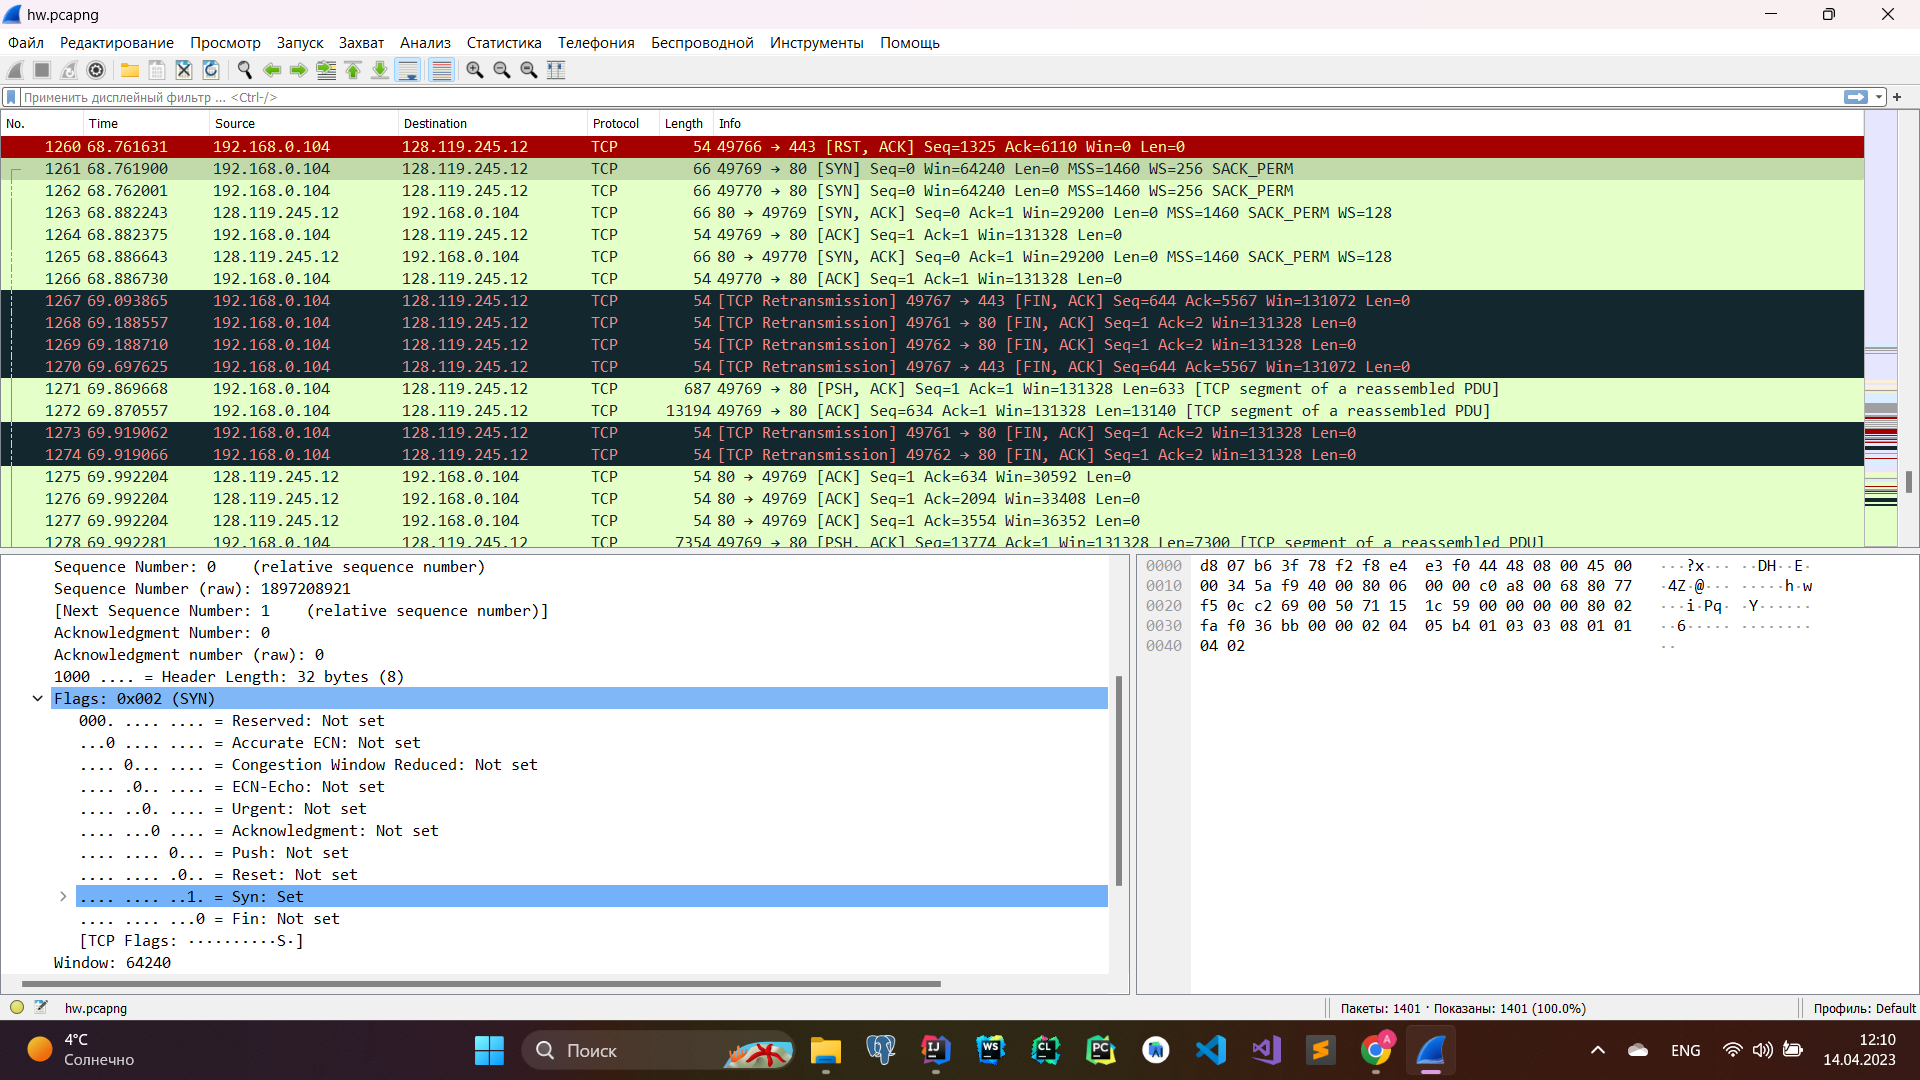 hw.pcapng
Файл Редактирование Просмотр Запуск Захват Анализ Статистика Телефония Беспроводной Инструменты Помощь
Применить дисплейный фильтр ... <Ctrl-/>
No. Time Source Destination Protocol Length Info
1260 68.761631 192.168.0.104 128.119.245.12 TCP 54 49766 → 443 [RST, ACK] Seq=1325 Ack=6110 Win=0 Len=0
1261 68.761900 192.168.0.104 128.119.245.12 TCP 66 49769 → 80 [SYN] Seq=0 Win=64240 Len=0 MSS=1460 WS=256 SACK_PERM
1262 68.762001 192.168.0.104 128.119.245.12 TCP 66 49770 → 80 [SYN] Seq=0 Win=64240 Len=0 MSS=1460 WS=256 SACK_PERM
1263 68.882243 128.119.245.12 192.168.0.104 TCP 66 80 → 49769 [SYN, ACK] Seq=0 Ack=1 Win=29200 Len=0 MSS=1460 SACK_PERM WS=128
1264 68.882375 192.168.0.104 128.119.245.12 TCP 54 49769 → 80 [ACK] Seq=1 Ack=1 Win=131328 Len=0
1265 68.886643 128.119.245.12 192.168.0.104 TCP 66 80 → 49770 [SYN, ACK] Seq=0 Ack=1 Win=29200 Len=0 MSS=1460 SACK_PERM WS=128
1266 68.886730 192.168.0.104 128.119.245.12 TCP 54 49770 → 80 [ACK] Seq=1 Ack=1 Win=131328 Len=0
1267 69.093865 192.168.0.104 128.119.245.12 TCP 54 [TCP Retransmission] 49767 → 443 [FIN, ACK] Seq=644 Ack=5567 Win=131072 Len=0
1268 69.188557 192.168.0.104 128.119.245.12 TCP 54 [TCP Retransmission] 49761 → 80 [FIN, ACK] Seq=1 Ack=2 Win=131328 Len=0
1269 69.188710 192.168.0.104 128.119.245.12 TCP 54 [TCP Retransmission] 49762 → 80 [FIN, ACK] Seq=1 Ack=2 Win=131328 Len=0
1270 69.697625 192.168.0.104 128.119.245.12 TCP 54 [TCP Retransmission] 49767 → 443 [FIN, ACK] Seq=644 Ack=5567 Win=131072 Len=0
1271 69.869668 192.168.0.104 128.119.245.12 TCP 687 49769 → 80 [PSH, ACK] Seq=1 Ack=1 Win=131328 Len=633 [TCP segment of a reassembled PDU]
1272 69.870557 192.168.0.104 128.119.245.12 TCP 13194 49769 → 80 [ACK] Seq=634 Ack=1 Win=131328 Len=13140 [TCP segment of a reassembled PDU]
1273 69.919062 192.168.0.104 128.119.245.12 TCP 54 [TCP Retransmission] 49761 → 80 [FIN, ACK] Seq=1 Ack=2 Win=131328 Len=0
1274 69.919066 192.168.0.104 128.119.245.12 TCP 54 [TCP Retransmission] 49762 → 80 [FIN, ACK] Seq=1 Ack=2 Win=131328 Len=0
1275 69.992204 128.119.245.12 192.168.0.104 TCP 54 80 → 49769 [ACK] Seq=1 Ack=634 Win=30592 Len=0
1276 69.992204 128.119.245.12 192.168.0.104 TCP 54 80 → 49769 [ACK] Seq=1 Ack=2094 Win=33408 Len=0
1277 69.992204 128.119.245.12 192.168.0.104 TCP 54 80 → 49769 [ACK] Seq=1 Ack=3554 Win=36352 Len=0
1278 69.992281 192.168.0.104 128.119.245.12 TCP 7354 49769 → 80 [PSH, ACK] Seq=13774 Ack=1 Win=131328 Len=7300 [TCP segment of a reassembled PDU]
Sequence Number: 0 (relative sequence number)
Sequence Number (raw): 1897208921
[Next Sequence Number: 1 (relative sequence number)]
Acknowledgment Number: 0
Acknowledgment number (raw): 0
1000 .... = Header Length: 32 bytes (8)
Flags: 0x002 (SYN)
000. .... .... = Reserved: Not set
...0 .... .... = Accurate ECN: Not set
.... 0... .... = Congestion Window Reduced: Not set
.... .0.. .... = ECN-Echo: Not set
.... ..0. .... = Urgent: Not set
.... ...0 .... = Acknowledgment: Not set
.... .... 0... = Push: Not set
.... .... .0.. = Reset: Not set
.... .... ..1. = Syn: Set
.... .... ...0 = Fin: Not set
[TCP Flags: ··········S·]
Window: 64240
0000 d8 07 b6 3f 78 f2 f8 e4 e3 f0 44 48 08 00 45 00 ···?x··· ··DH··E·
0010 00 34 5a f9 40 00 80 06 00 00 c0 a8 00 68 80 77 ·4Z·@··· ·····h·w
0020 f5 0c c2 69 00 50 71 15 1c 59 00 00 00 00 80 02 ···i·Pq· ·Y······
0030 fa f0 36 bb 00 00 02 04 05 b4 01 03 03 08 01 01 ··6····· ········
0040 04 02 ··
hw.pcapng
Пакеты: 1401 · Показаны: 1401 (100.0%)
Профиль: Default
4°C
Солнечно
Поиск
IJ
WS
CL
PC
A
ENG
12:10
14.04.2023